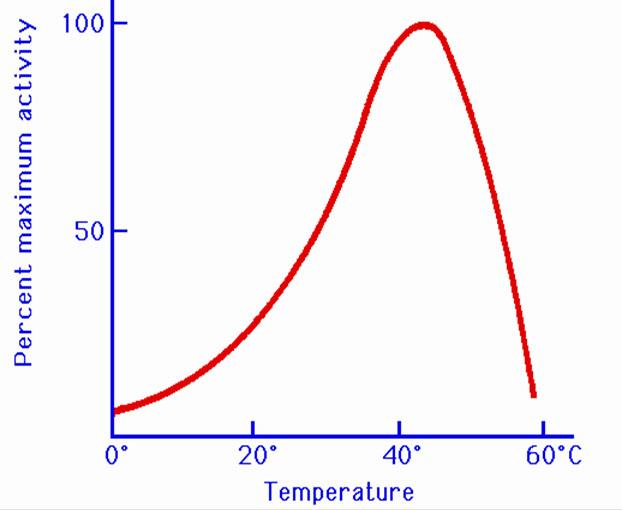 Percent maximum activity
100
50
0° 20° 40° 60°C
Temperature